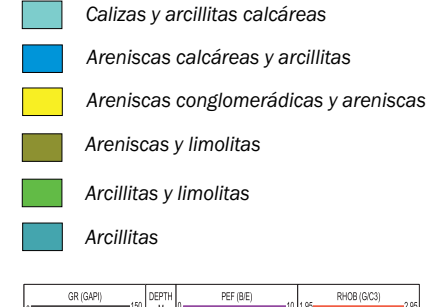 Calizas y arcillitas calcáreas
Areniscas calcáreas y arcillitas
Areniscas conglomerádicas y areniscas
Areniscas y limolitas
Arcillitas y limolitas
Arcillitas
GR (GAPI) DEPTH PEF (B/E) RHOB (G/C3)
150 0 10 1.95 2.95